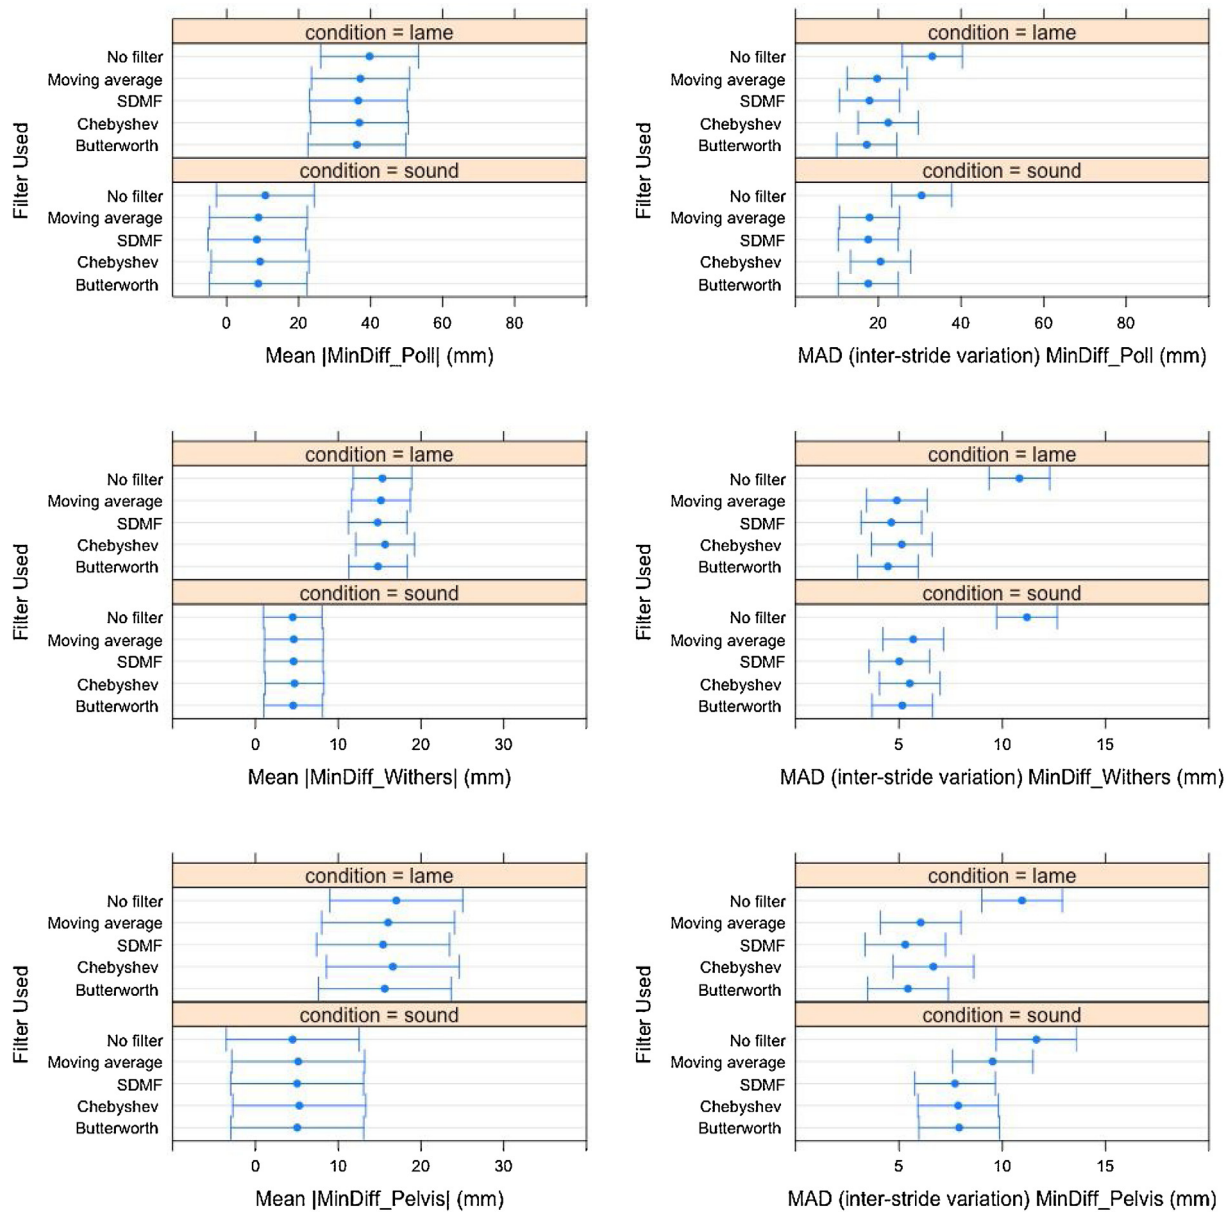 condition = lame
No filter
Moving average
SDMF
Chebyshev
Butterworth
condition = sound
No filter
Moving average
SDMF
Chebyshev
Butterworth
Filter Used
0 20 40 60 80
Mean |MinDiff_Poll| (mm)
condition = lame
No filter
Moving average
SDMF
Chebyshev
Butterworth
condition = sound
No filter
Moving average
SDMF
Chebyshev
Butterworth
Filter Used
20 40 60 80
MAD (inter-stride variation) MinDiff_Poll (mm)
condition = lame
No filter
Moving average
SDMF
Chebyshev
Butterworth
condition = sound
No filter
Moving average
SDMF
Chebyshev
Butterworth
Filter Used
0 10 20 30
Mean |MinDiff_Withers| (mm)
condition = lame
No filter
Moving average
SDMF
Chebyshev
Butterworth
condition = sound
No filter
Moving average
SDMF
Chebyshev
Butterworth
Filter Used
5 10 15
MAD (inter-stride variation) MinDiff_Withers (mm)
condition = lame
No filter
Moving average
SDMF
Chebyshev
Butterworth
condition = sound
No filter
Moving average
SDMF
Chebyshev
Butterworth
Filter Used
0 10 20 30
Mean |MinDiff_Pelvis| (mm)
condition = lame
No filter
Moving average
SDMF
Chebyshev
Butterworth
condition = sound
No filter
Moving average
SDMF
Chebyshev
Butterworth
Filter Used
5 10 15
MAD (inter-stride variation) MinDiff_Pelvis (mm)